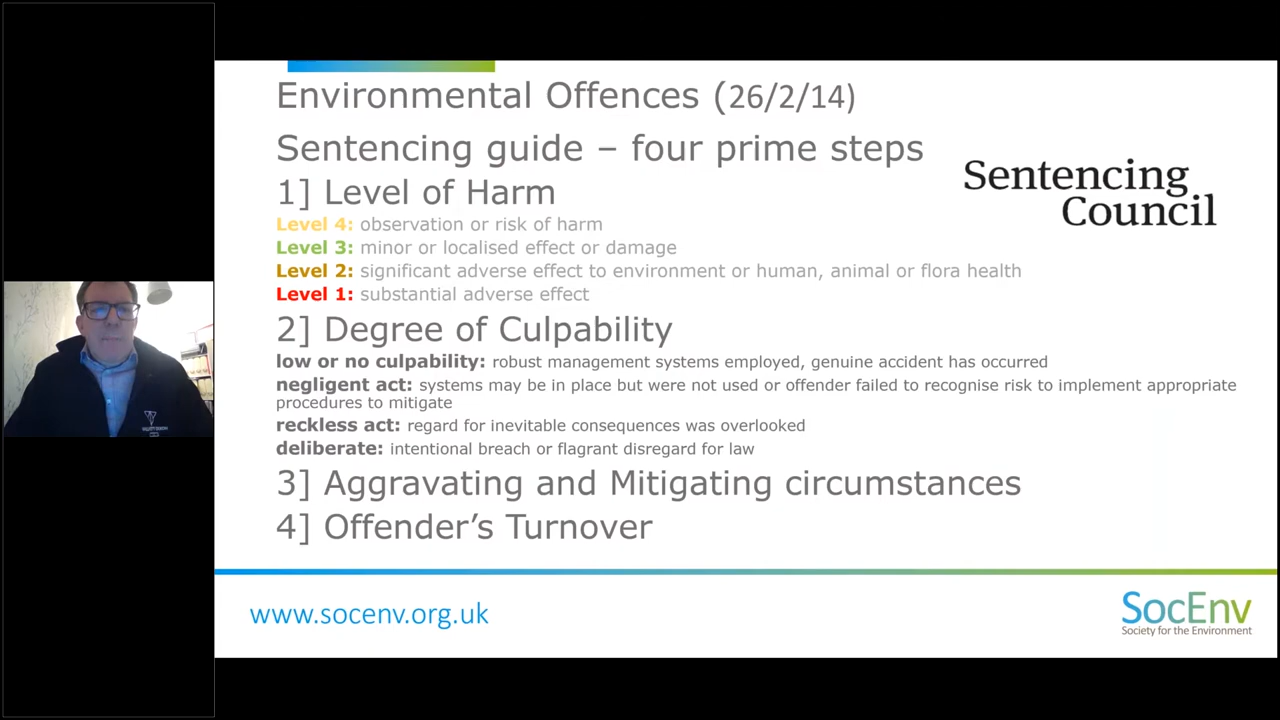 Environmental Offences (26/2/14)
Sentencing guide – four prime steps
Sentencing
Council
1] Level of Harm
Level 4: observation or risk of harm
Level 3: minor or localised effect or damage
Level 2: significant adverse effect to environment or human, animal or flora health
Level 1: substantial adverse effect
2] Degree of Culpability
low or no culpability: robust management systems employed, genuine accident has occurred
negligent act: systems may be in place but were not used or offender failed to recognise risk to implement appropriate
procedures to mitigate
reckless act: regard for inevitable consequences was overlooked
deliberate: intentional breach or flagrant disregard for law
3] Aggravating and Mitigating circumstances
4] Offender’s Turnover
www.socenv.org.uk
SocEnv
Society for the Environment